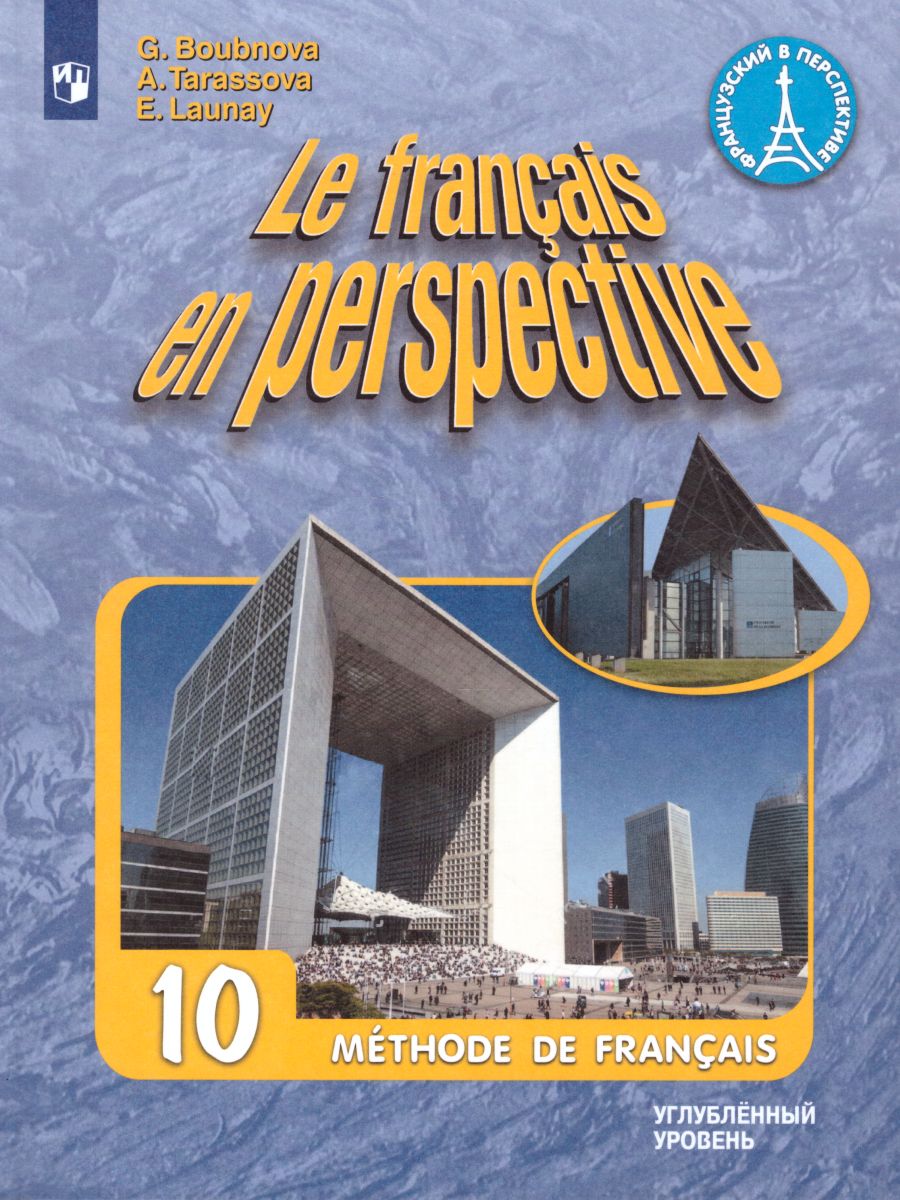 G. Boubnova
A. Tarassova
E. Launay
ФРАНЦУЗСКИЙ В ПЕРСПЕКТИВЕ
Le français
en perspective
10
MÉTHODE DE FRANÇAIS
УГЛУБЛЁННЫЙ
УРОВЕНЬ